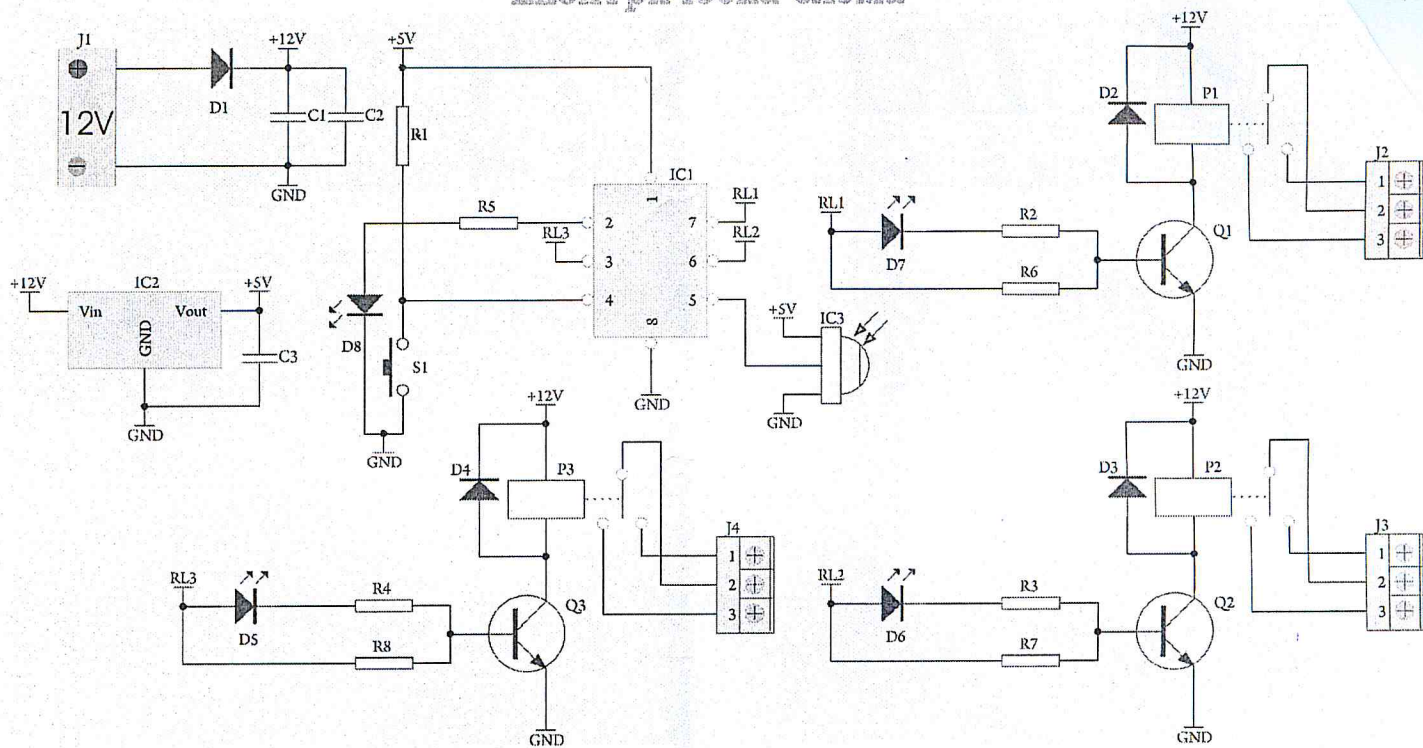 J1
12V
D1
+12V
C1
C2
GND
+5V
R1
IC1
1
2
3
4
5
6
7
8
R5
RL3
RL1
RL2
D8
S1
GND
GND
+12V
IC2
Vin
GND
Vout
+5V
C3
GND
IC3
+5V
GND
+12V
D2
P1
J2
1
2
3
RL1
D7
R2
R6
Q1
GND
+12V
D4
P3
J4
1
2
3
RL3
D5
R4
R8
Q3
GND
+12V
D3
P2
J3
1
2
3
RL2
D6
R3
R7
Q2
GND